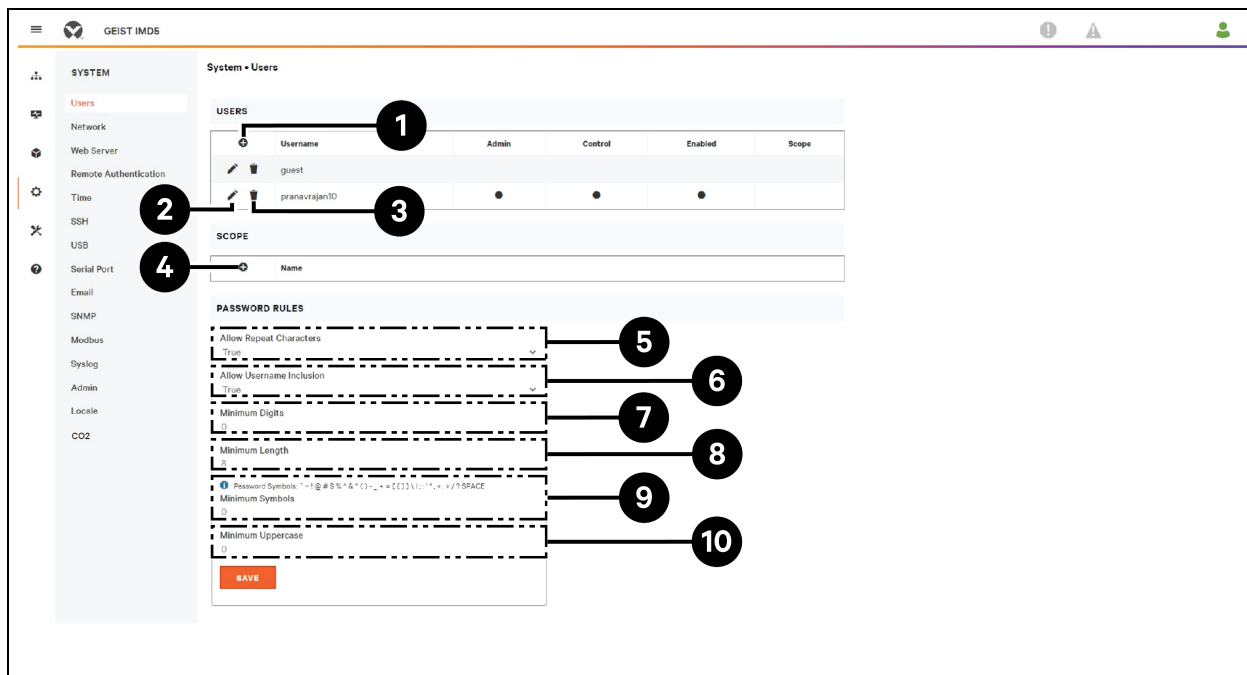 GEIST IMD5
SYSTEM
Users
Network
Web Server
Remote Authentication
Time
SSH
USB
Serial Port
Email
SNMP
Modbus
Syslog
Admin
Locale
CO2
System • Users
USERS
Username Admin Control Enabled Scope
guest
pranavrajan10
SCOPE
Name
PASSWORD RULES
Allow Repeat Characters
True
Allow Username Inclusion
True
Minimum Digits
0
Minimum Length
8
Password Symbols: ` ~ ! @ # $ % ^ & * ( ) - _ + = [ { ] } \ | ; : ' " , < . > / ? SPACE
Minimum Symbols
0
Minimum Uppercase
0
SAVE
1
2
3
4
5
6
7
8
9
10